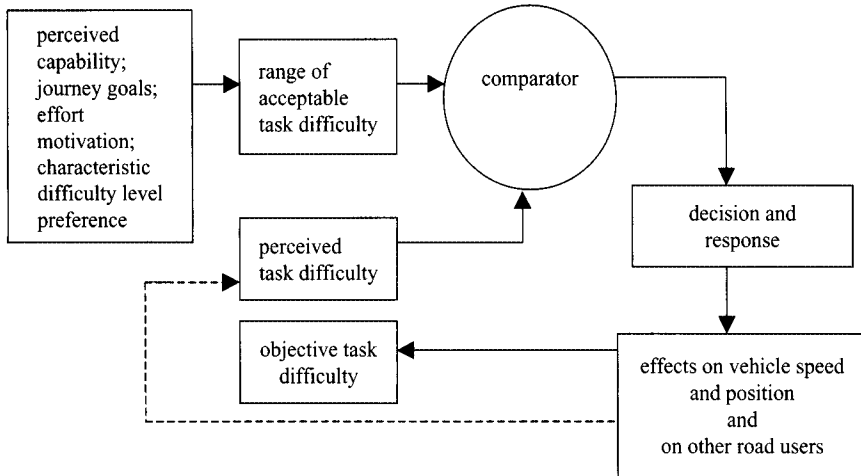 perceived
capability;
journey goals;
effort
motivation;
characteristic
difficulty level
preference
range of
acceptable
task difficulty
comparator
decision and
response
perceived
task difficulty
objective task
difficulty
effects on vehicle speed
and position
and
on other road users